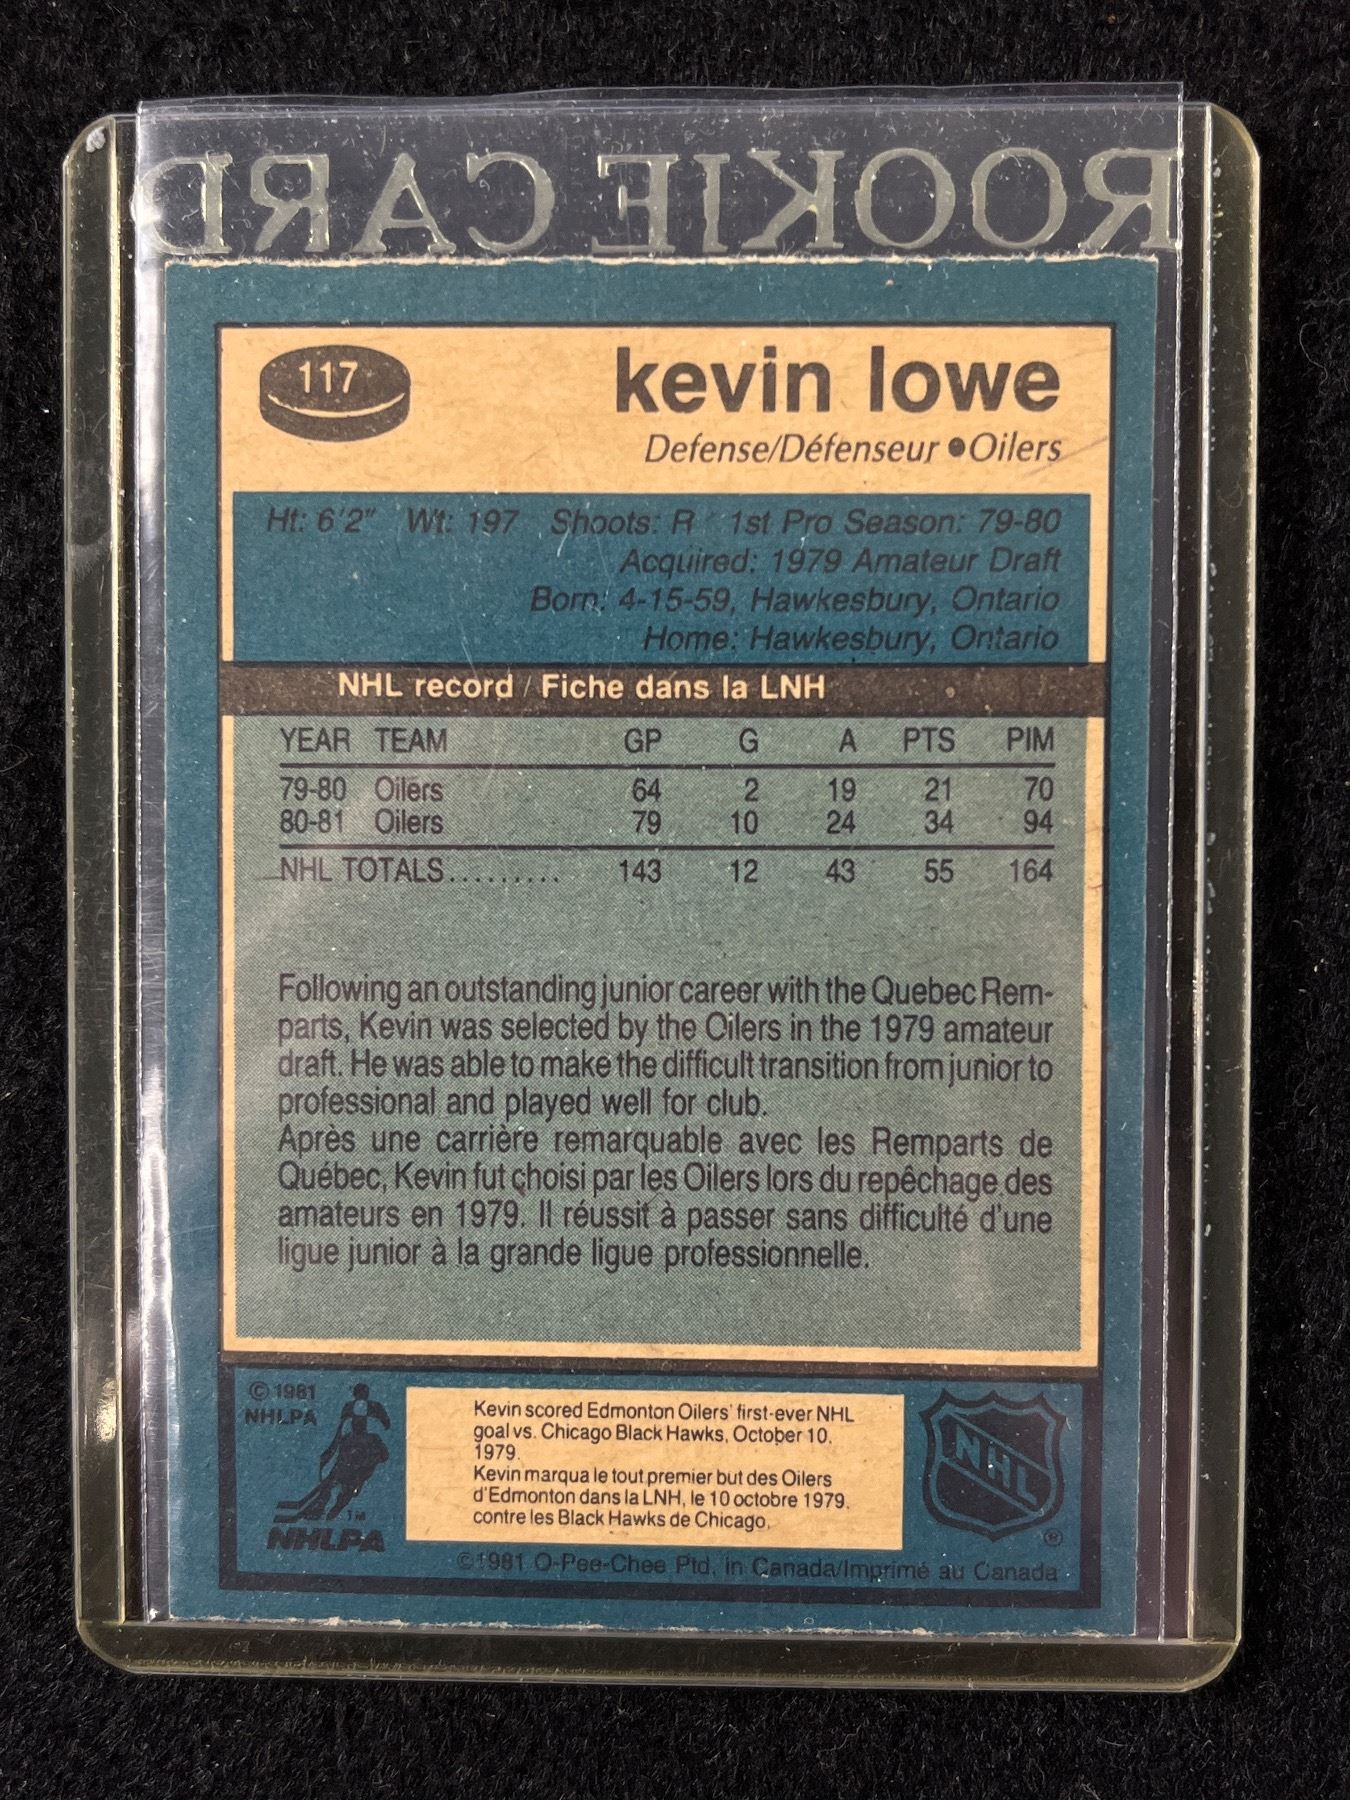 ROOKIE CARD
117
kevin lowe
Defense/Défenseur ●Oilers
Ht: 6'2" Wt: 197 Shoots: R 1st Pro Season: 79-80
Acquired: 1979 Amateur Draft
Born: 4-15-59, Hawkesbury, Ontario
Home: Hawkesbury, Ontario
NHL record / Fiche dans la LNH
YEAR TEAM GP G A PTS PIM
79-80 Oilers 64 2 19 21 70
80-81 Oilers 79 10 24 34 94
NHL TOTALS......... 143 12 43 55 164
Following an outstanding junior career with the Quebec Rem-
parts, Kevin was selected by the Oilers in the 1979 amateur
draft. He was able to make the difficult transition from junior to
professional and played well for club.
Après une carrière remarquable avec les Remparts de
Québec, Kevin fut choisi par les Oilers lors du repêchage des
amateurs en 1979. Il réussit à passer sans difficulté d'une
ligue junior à la grande ligue professionnelle.
© 1981
NHLPA
Kevin scored Edmonton Oilers' first-ever NHL
goal vs. Chicago Black Hawks, October 10,
1979.
Kevin marqua le tout premier but des Oilers
d'Edmonton dans la LNH, le 10 octobre 1979,
contre les Black Hawks de Chicago.
TM
NHLPA
NHL
®
©1981 O-Pee-Chee Ptd. in Canada/Imprimé au Canada